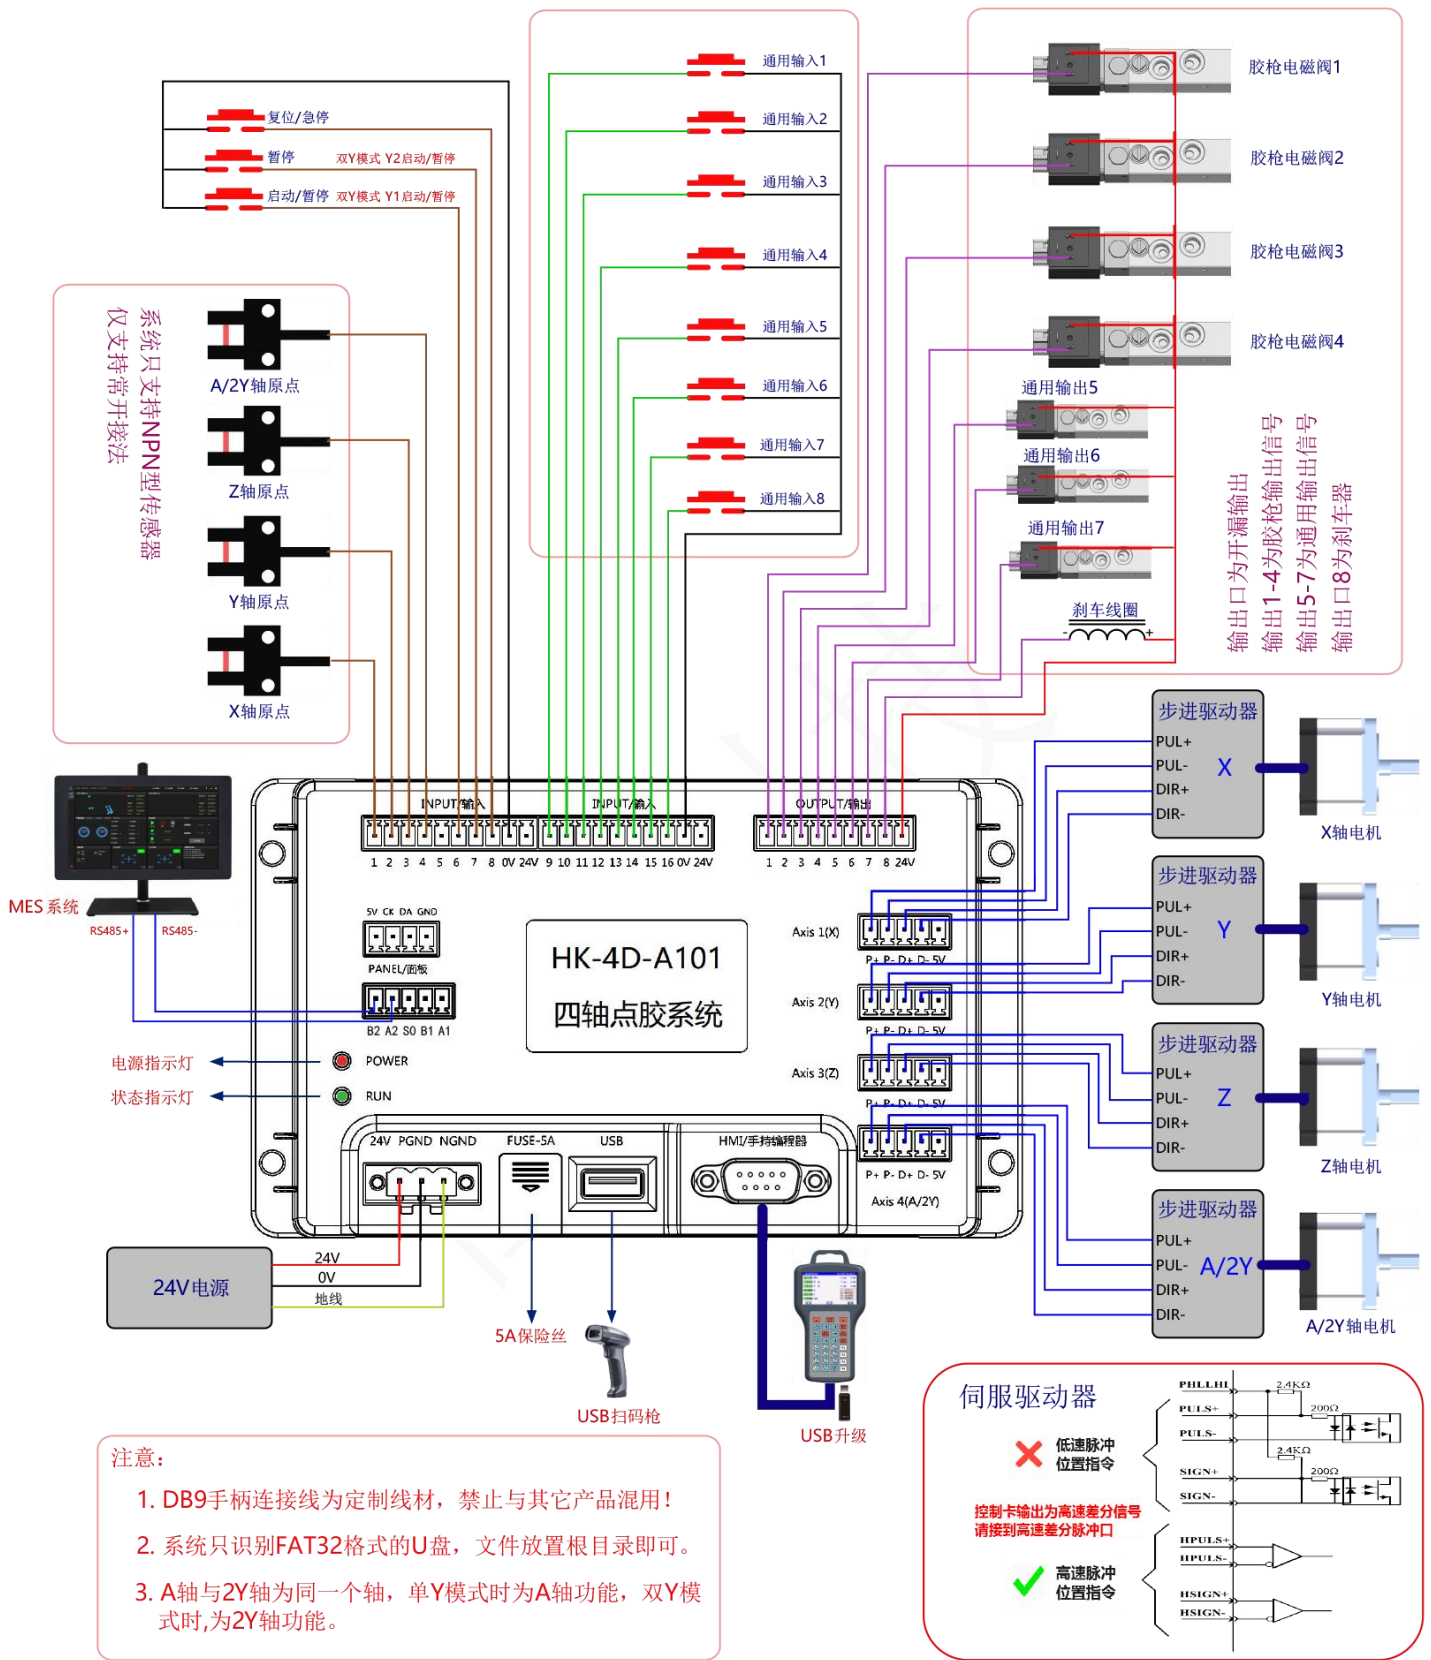 通用输入1
通用输入2
通用输入3
通用输入4
通用输入5
通用输入6
通用输入7
通用输入8
胶枪电磁阀1
胶枪电磁阀2
胶枪电磁阀3
胶枪电磁阀4
通用输出5
通用输出6
通用输出7
刹车线圈
- +
输出口为开漏输出
输出1-4为胶枪输出信号
输出5-7为通用输出信号
输出口8为刹车器
复位/急停
暂停 双Y模式 Y2启动/暂停
启动/暂停 双Y模式 Y1启动/暂停
系统只支持NPN型传感器
仅支持常开接法
A/2Y轴原点
Z轴原点
Y轴原点
X轴原点
MES系统
RS485+ RS485-
INPUT/输入 INPUT/输入 OUTPUT/输出
1 2 3 4 5 6 7 8 0V 24V 9 10 11 12 13 14 15 16 0V 24V
1 2 3 4 5 6 7 8 24V
5V CK DA GND
PANEL/面板
B2 A2 S0 B1 A1
HK-4D-A101
四轴点胶系统
电源指示灯 POWER
状态指示灯 RUN
Axis 1(X)
P+ P- D+ D- 5V
Axis 2(Y)
P+ P- D+ D- 5V
Axis 3(Z)
P+ P- D+ D- 5V
P+ P- D+ D- 5V
Axis 4(A/2Y)
24V PGND NGND FUSE-5A USB HMI/手持编程器
24V电源
24V
0V
地线
5A保险丝
USB扫码枪
USB升级
步进驱动器
PUL+
PUL-
DIR+
DIR-
X
X轴电机
步进驱动器
PUL+
PUL-
DIR+
DIR-
Y
Y轴电机
步进驱动器
PUL+
PUL-
DIR+
DIR-
Z
Z轴电机
步进驱动器
PUL+
PUL-
DIR+
DIR-
A/2Y
A/2Y轴电机
注意：
1. DB9手柄连接线为定制线材，禁止与其它产品混用！
2. 系统只识别FAT32格式的U盘，文件放置根目录即可。
3. A轴与2Y轴为同一个轴，单Y模式时为A轴功能，双Y模
式时,为2Y轴功能。
伺服驱动器
低速脉冲
位置指令
控制卡输出为高速差分信号
请接到高速差分脉冲口
高速脉冲
位置指令
PHLLHI 2.4KΩ
PULS+ 200Ω
PULS-
2.4KΩ
SIGN+ 200Ω
SIGN-
HPULS+
HPULS-
HSIGN+
HSIGN-